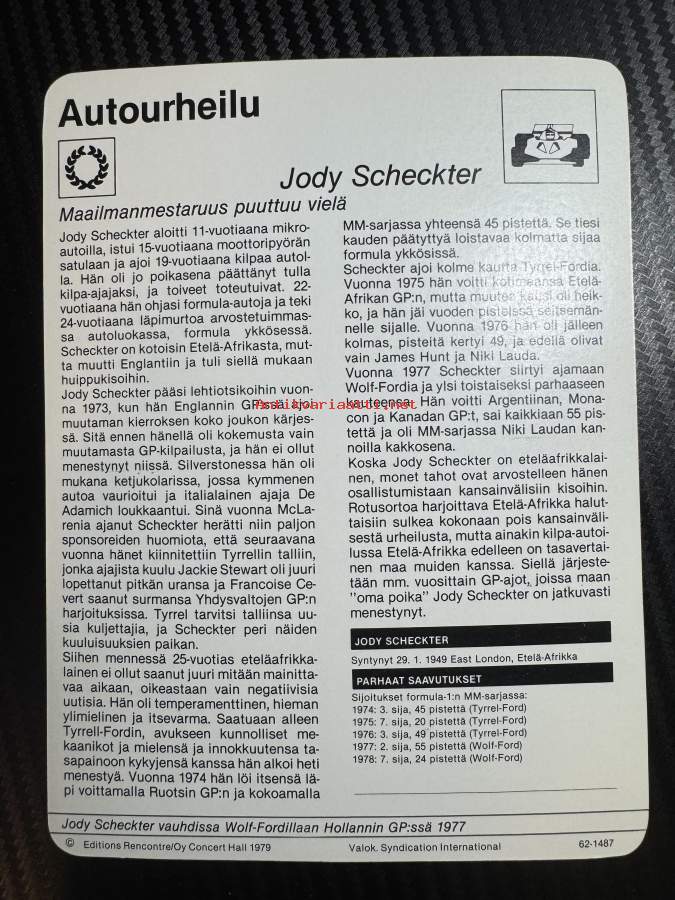 Autourheilu
Jody Scheckter
Maailmanmestaruus puuttuu vielä
Jody Scheckter aloitti 11-vuotiaana mikro-
autoilla, istui 15-vuotiaana moottoripyörän
satulaan ja ajoi 19-vuotiaana kilpaa autol-
la. Hän oli jo poikasena päättänyt tulla
kilpa-ajajaksi, ja toiveet toteutuivat. 22-
vuotiaana hän ohjasi formula-autoja ja teki
24-vuotiaana läpimurtoa arvostetuimmas-
sa autoluokassa, formula ykkösessä.
Scheckter on kotoisin Etelä-Afrikasta, mut-
ta muutti Englantiin ja tuli siellä mukaan
huippukisoihin.
Jody Scheckter pääsi lehtiotsikoihin vuon-
na 1973, kun hän Englannin GP:ssä ajoi
muutaman kierroksen koko joukon kärjes-
sä. Sitä ennen hänellä oli kokemusta vain
muutamasta GP-kilpailusta, ja hän ei ollut
menestynyt niissä. Silverstonessa hän oli
mukana ketjukolarissa, jossa kymmenen
autoa vaurioitui ja italialainen ajaja De
Adamich loukkaantui. Sinä vuonna McLa-
renia ajanut Scheckter herätti niin paljon
sponsoreiden huomiota, että seuraavana
vuonna hänet kiinnitettiin Tyrrellin talliin,
jonka ajajista kuulu Jackie Stewart oli juuri
lopettanut pitkän uransa ja Francoise Ce-
vert saanut surmansa Yhdysvaltojen GP:n
harjoituksissa. Tyrrel tarvitsi talliinsa uu-
sia kuljettajia, ja Scheckter peri näiden
kuuluisuuksien paikan.
Siihen mennessä 25-vuotias eteläafrikka-
lainen ei ollut saanut juuri mitään mainitta-
vaa aikaan, oikeastaan vain negatiivisia
uutisia. Hän oli temperamenttinen, hieman
ylimielinen ja itsevarma. Saatuaan alleen
Tyrrell-Fordin, avukseen kunnolliset me-
kaanikot ja mielensä ja innokkuutensa ta-
sapainoon kykyjensä kanssa hän alkoi heti
menestyä. Vuonna 1974 hän löi itsensä lä-
pi voittamalla Ruotsin GP:n ja kokoamalla
MM-sarjassa yhteensä 45 pistettä. Se tiesi
kauden päätyttyä loistavaa kolmatta sijaa
formula ykkösissä.
Scheckter ajoi kolme kautta Tyrrel-Fordia.
Vuonna 1975 hän voitti kotimaansa Etelä-
Afrikan GP:n, mutta muuten kausi oli heik-
ko, ja hän jäi vuoden pisteissä seitsemän-
nelle sijalle. Vuonna 1976 hän oli jälleen
kolmas, pisteitä kertyi 49, ja edellä olivat
vain James Hunt ja Niki Lauda.
Vuonna 1977 Scheckter siirtyi ajamaan
Wolf-Fordia ja ylsi toistaiseksi parhaaseen
kauteensa. Hän voitti Argentiinan, Mona-
con ja Kanadan GP:t, sai kaikkiaan 55 pis-
tettä ja oli MM-sarjassa Niki Laudan kan-
noilla kakkosena.
Koska Jody Scheckter on eteläafrikkalai-
nen, monet tahot ovat arvostelleen hänen
osallistumistaan kansainvälisiin kisoihin.
Rotusortoa harjoittava Etelä-Afrikka halut-
taisiin sulkea kokonaan pois kansainväli-
sestä urheilusta, mutta ainakin kilpa-autoi-
lussa Etelä-Afrikka edelleen on tasavertai-
nen maa muiden kanssa. Siellä järjeste-
tään mm. vuosittain GP-ajot, joissa maan
"oma poika" Jody Scheckter on jatkuvasti
menestynyt.
JODY SCHECKTER
Syntynyt 29. 1. 1949 East London, Etelä-Afrikka
PARHAAT SAAVUTUKSET
Sijoitukset formula-1:n MM-sarjassa:
1974: 3. sija, 45 pistettä (Tyrrel-Ford)
1975: 7. sija, 20 pistettä (Tyrrel-Ford)
1976: 3. sija, 49 pistettä (Tyrrel-Ford)
1977: 2. sija, 55 pistettä (Wolf-Ford)
1978: 7. sija, 24 pistettä (Wolf-Ford)
Jody Scheckter vauhdissa Wolf-Fordillaan Hollannin GP:ssä 1977
© Editions Rencontre/Oy Concert Hall 1979 Valok. Syndication International 62-1487
Antikvariaatti.net